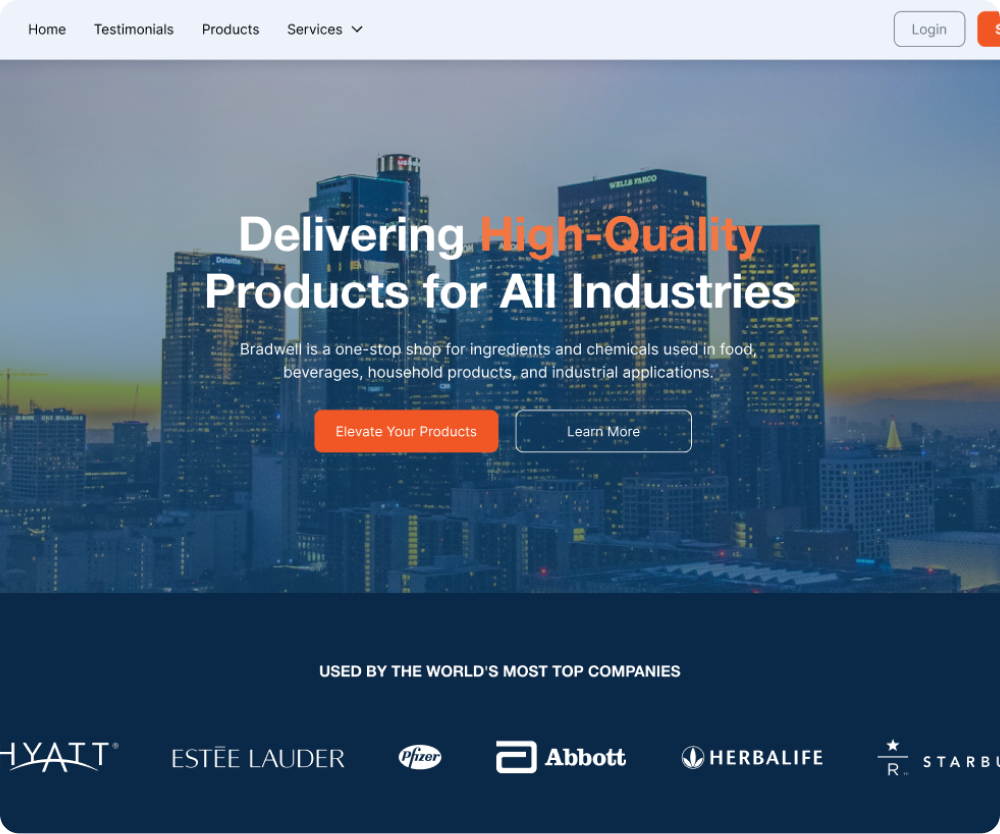 Home Testimonials Products Services Login S
WELLS FARGO
Delivering High-Quality
Deloitte.
Products for All Industries
Bradwell is a one-stop shop for ingredients and chemicals used in food,
beverages, household products, and industrial applications.
Elevate Your Products Learn More
USED BY THE WORLD'S MOST TOP COMPANIES
HYATT®
ESTĒE LAUDER
Pfizer
Abbott
HERBALIFE
R
STARBU